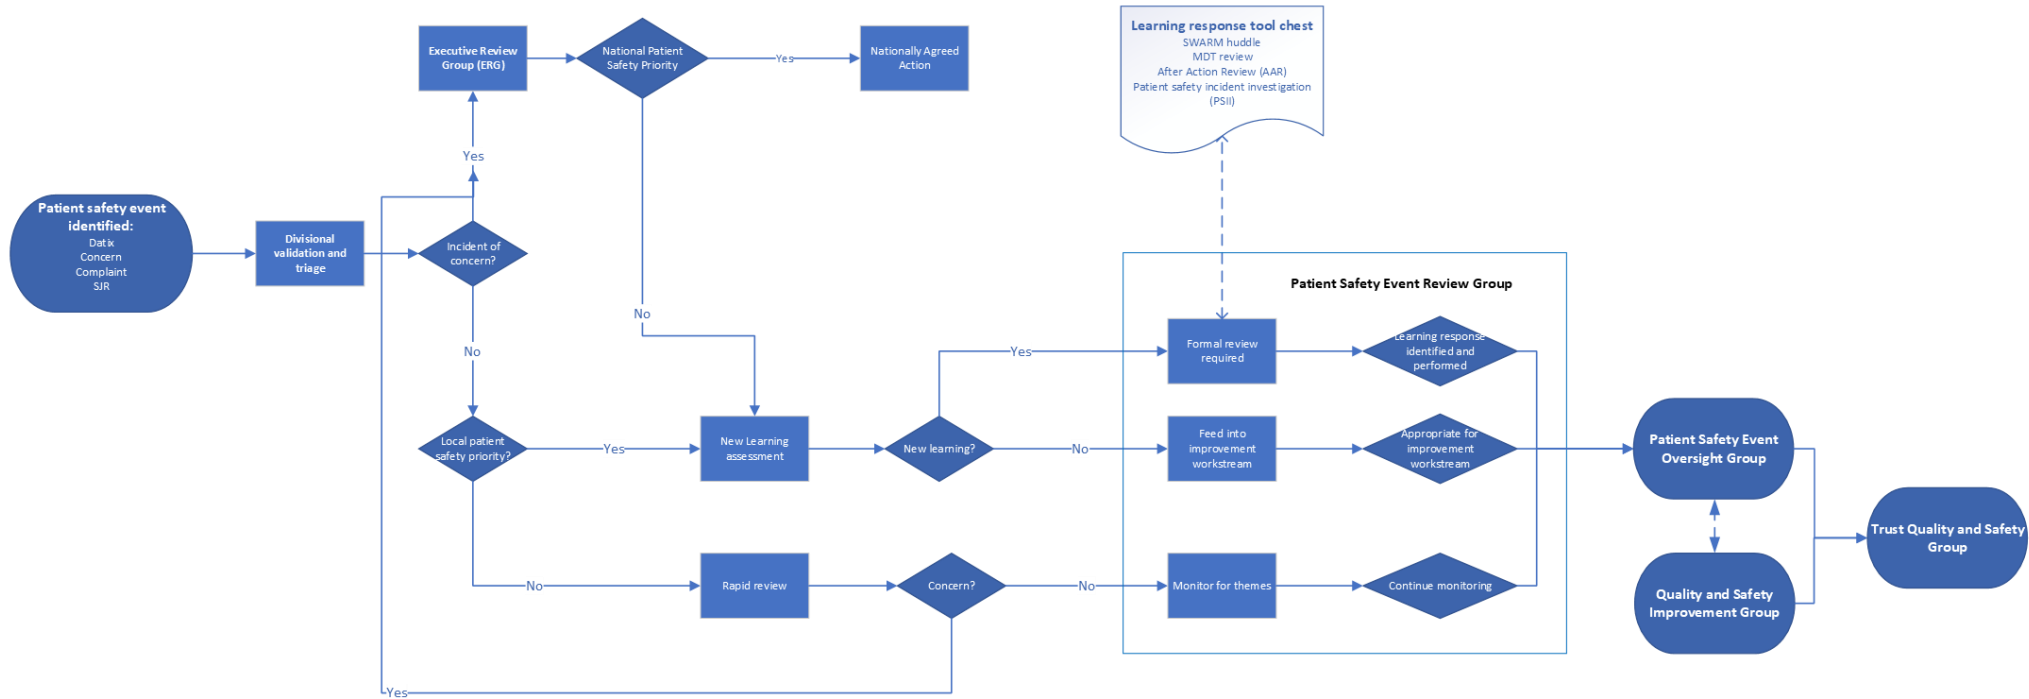 Patient safety event
identified:
Datix
Concern
Complaint
SJR
Divisional
validation and
triage
Incident of
concern?
Yes
Executive Review
Group (ERG)
National Patient
Safety Priority
Yes
Nationally Agreed
Action
No
No
Local patient
safety priority?
Yes
New Learning
assessment
New learning?
Yes
No
No
Rapid review
Concern?
No
Yes
Learning response tool chest
SWARM huddle
MDT review
After Action Review (AAR)
Patient safety incident investigation
(PSII)
Patient Safety Event Review Group
Formal review
required
Learning response
identified and
performed
Feed into
improvement
workstream
Appropriate for
improvement
workstream
Monitor for themes
Continue monitoring
Patient Safety Event
Oversight Group
Quality and Safety
Improvement Group
Trust Quality and Safety
Group